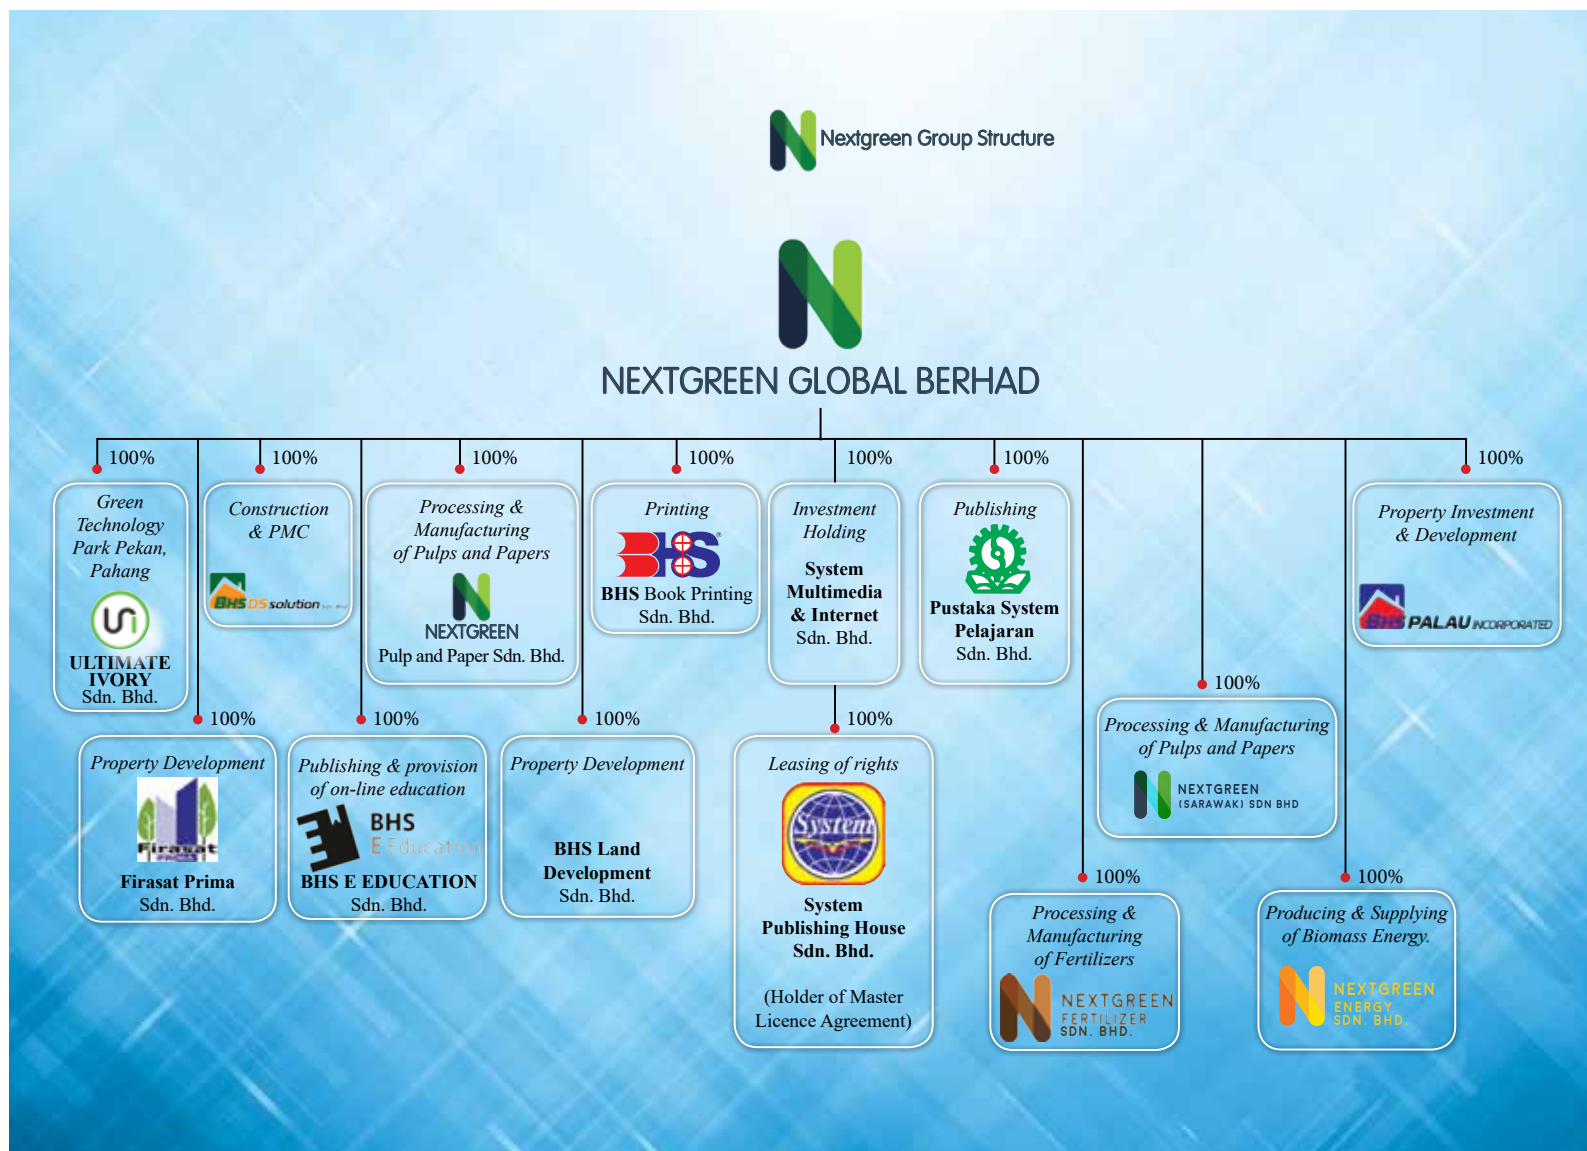 Nextgreen Group Structure
NEXTGREEN GLOBAL BERHAD
100%
Green
Technology
Park Pekan,
Pahang
ULTIMATE
IVORY
Sdn. Bhd.
100%
Construction
& PMC
BHS DS solution Sdn. Bhd.
100%
Processing &
Manufacturing
of Pulps and Papers
NEXTGREEN
Pulp and Paper Sdn. Bhd.
100%
Printing
BHS®
BHS Book Printing
Sdn. Bhd.
100%
Investment
Holding
System
Multimedia
& Internet
Sdn. Bhd.
100%
Publishing
Pustaka System
Pelajaran
Sdn. Bhd.
100%
Property Investment
& Development
BHS PALAU INCORPORATED
100%
Processing & Manufacturing
of Pulps and Papers
NEXTGREEN
(SARAWAK) SDN BHD
100%
Property Development
Firasat
PRIMA
Firasat Prima
Sdn. Bhd.
100%
Publishing & provision
of on-line education
BHS
E Education
BHS E EDUCATION
Sdn. Bhd.
100%
Property Development
BHS Land
Development
Sdn. Bhd.
100%
Leasing of rights
System
System
Publishing House
Sdn. Bhd.
(Holder of Master
Licence Agreement)
100%
Processing &
Manufacturing
of Fertilizers
NEXTGREEN
FERTILIZER
SDN. BHD.
100%
Producing & Supplying
of Biomass Energy.
NEXTGREEN
ENERGY
SDN. BHD.